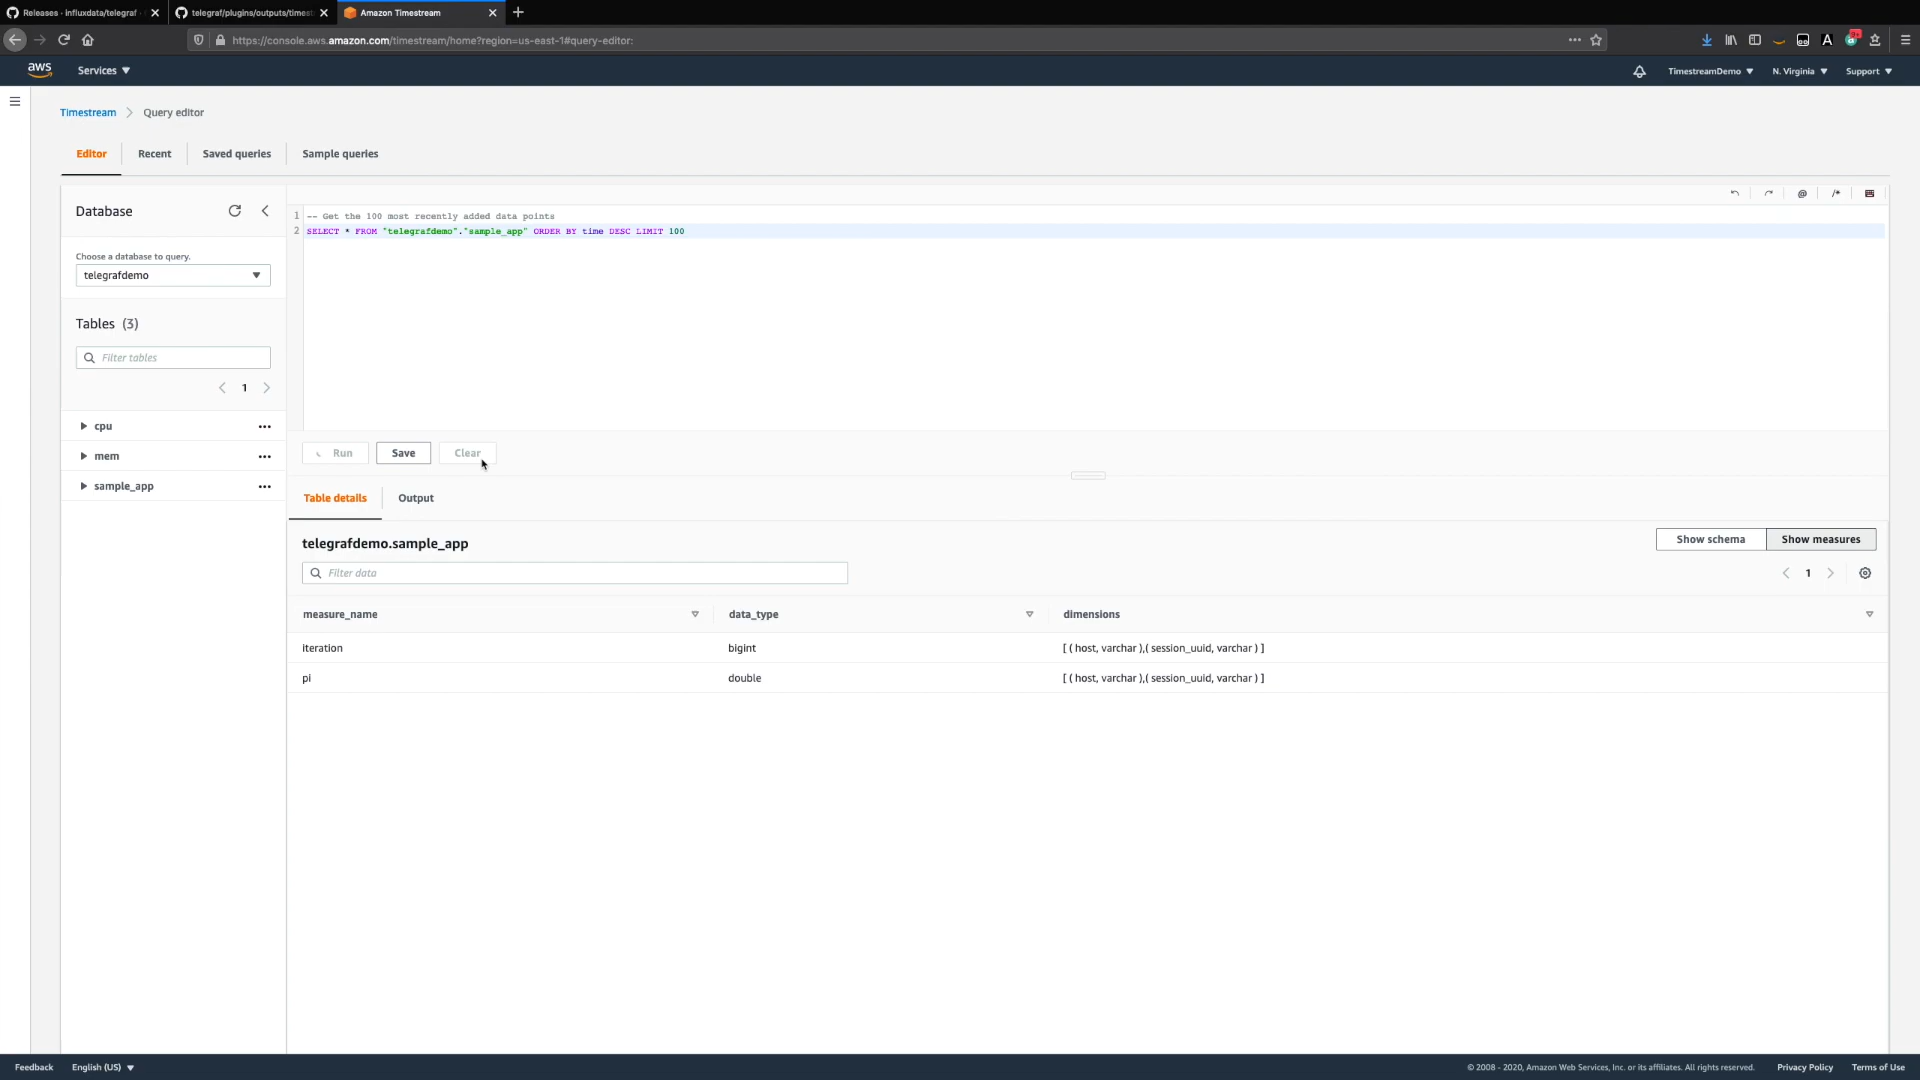 Releases · influxdata/telegraf ·
telegraf/plugins/outputs/timest
Amazon Timestream
https://console.aws.amazon.com/timestream/home?region=us-east-1#query-editor:
aws
Services
TimestreamDemo
N. Virginia
Support
Timestream
Query editor
Editor
Recent
Saved queries
Sample queries
Database
Choose a database to query.
telegrafdemo
Tables (3)
Filter tables
1
cpu
mem
sample_app
1 -- Get the 100 most recently added data points
2 SELECT * FROM "telegrafdemo"."sample_app" ORDER BY time DESC LIMIT 100
Run
Save
Clear
Table details
Output
telegrafdemo.sample_app
Show schema
Show measures
Filter data
1
measure_name data_type dimensions
iteration bigint [ ( host, varchar ),( session_uuid, varchar ) ]
pi double [ ( host, varchar ),( session_uuid, varchar ) ]
Feedback
English (US)
© 2008 - 2020, Amazon Web Services, Inc. or its affiliates. All rights reserved.
Privacy Policy
Terms of Use